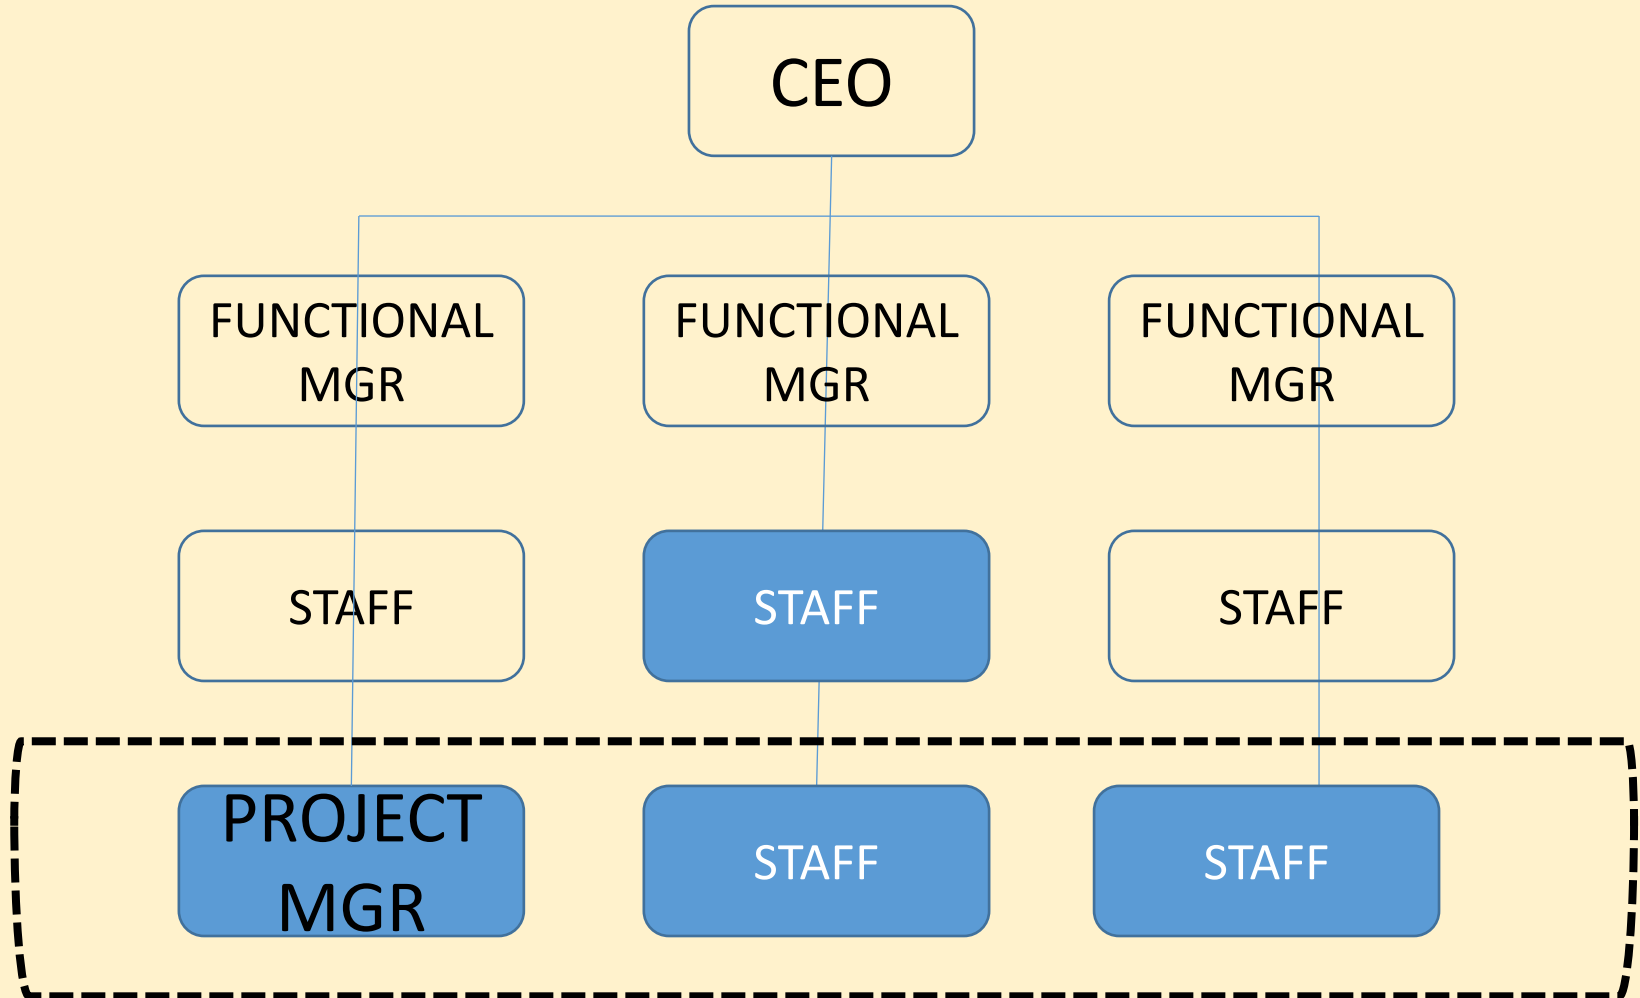 CEO
FUNCTIONAL
MGR
FUNCTIONAL
MGR
FUNCTIONAL
MGR
STAFF
STAFF
STAFF
PROJECT
MGR
STAFF
STAFF